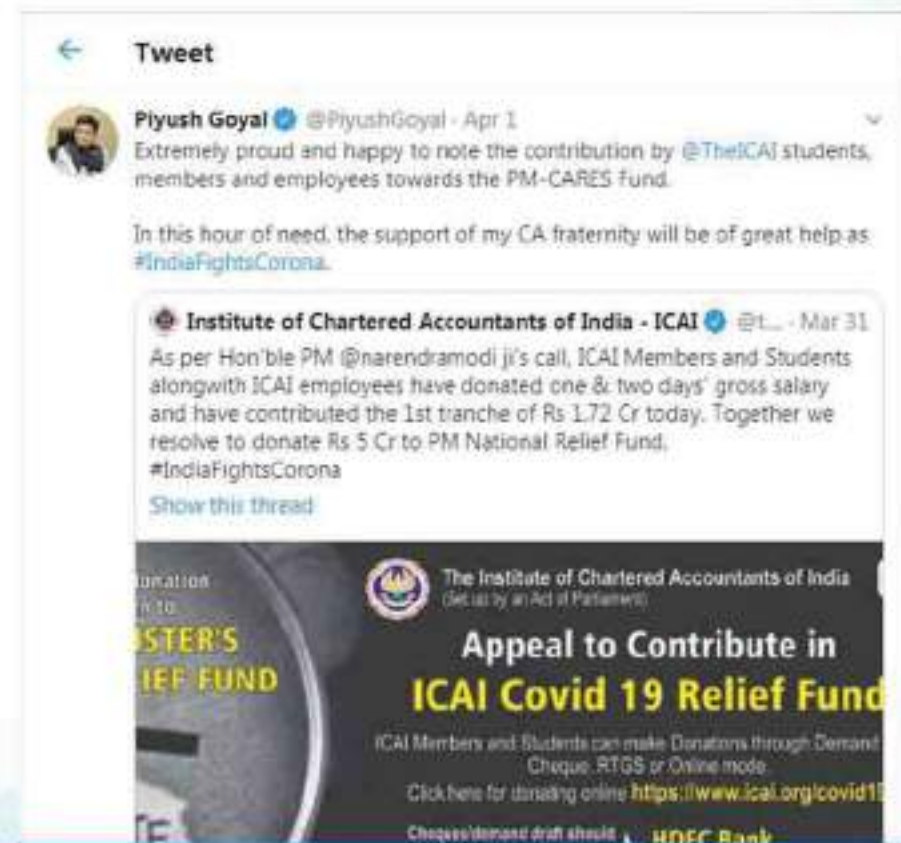 Tweet
Piyush Goyal @PiyushGoyal · Apr 1
Extremely proud and happy to note the contribution by @TheICAI students,
members and employees towards the PM-CARES Fund.
In this hour of need, the support of my CA fraternity will be of great help as
#IndiaFightsCorona.
Institute of Chartered Accountants of India - ICAI @t... · Mar 31
As per Hon'ble PM @narendramodi ji's call, ICAI Members and Students
alongwith ICAI employees have donated one & two days' gross salary
and have contributed the 1st tranche of Rs 1.72 Cr today. Together we
resolve to donate Rs 5 Cr to PM National Relief Fund.
#IndiaFightsCorona
Show this thread
ISTER'S
IEF FUND
The Institute of Chartered Accountants of India
(Set up by an Act of Parliament)
Appeal to Contribute in
ICAI Covid 19 Relief Fund
ICAI Members and Students can make Donations through Demand
Cheque, RTGS or Online mode
Click here for donating online https://www.icai.org/covid1
Cheques/demand draft should
HDFC Bank